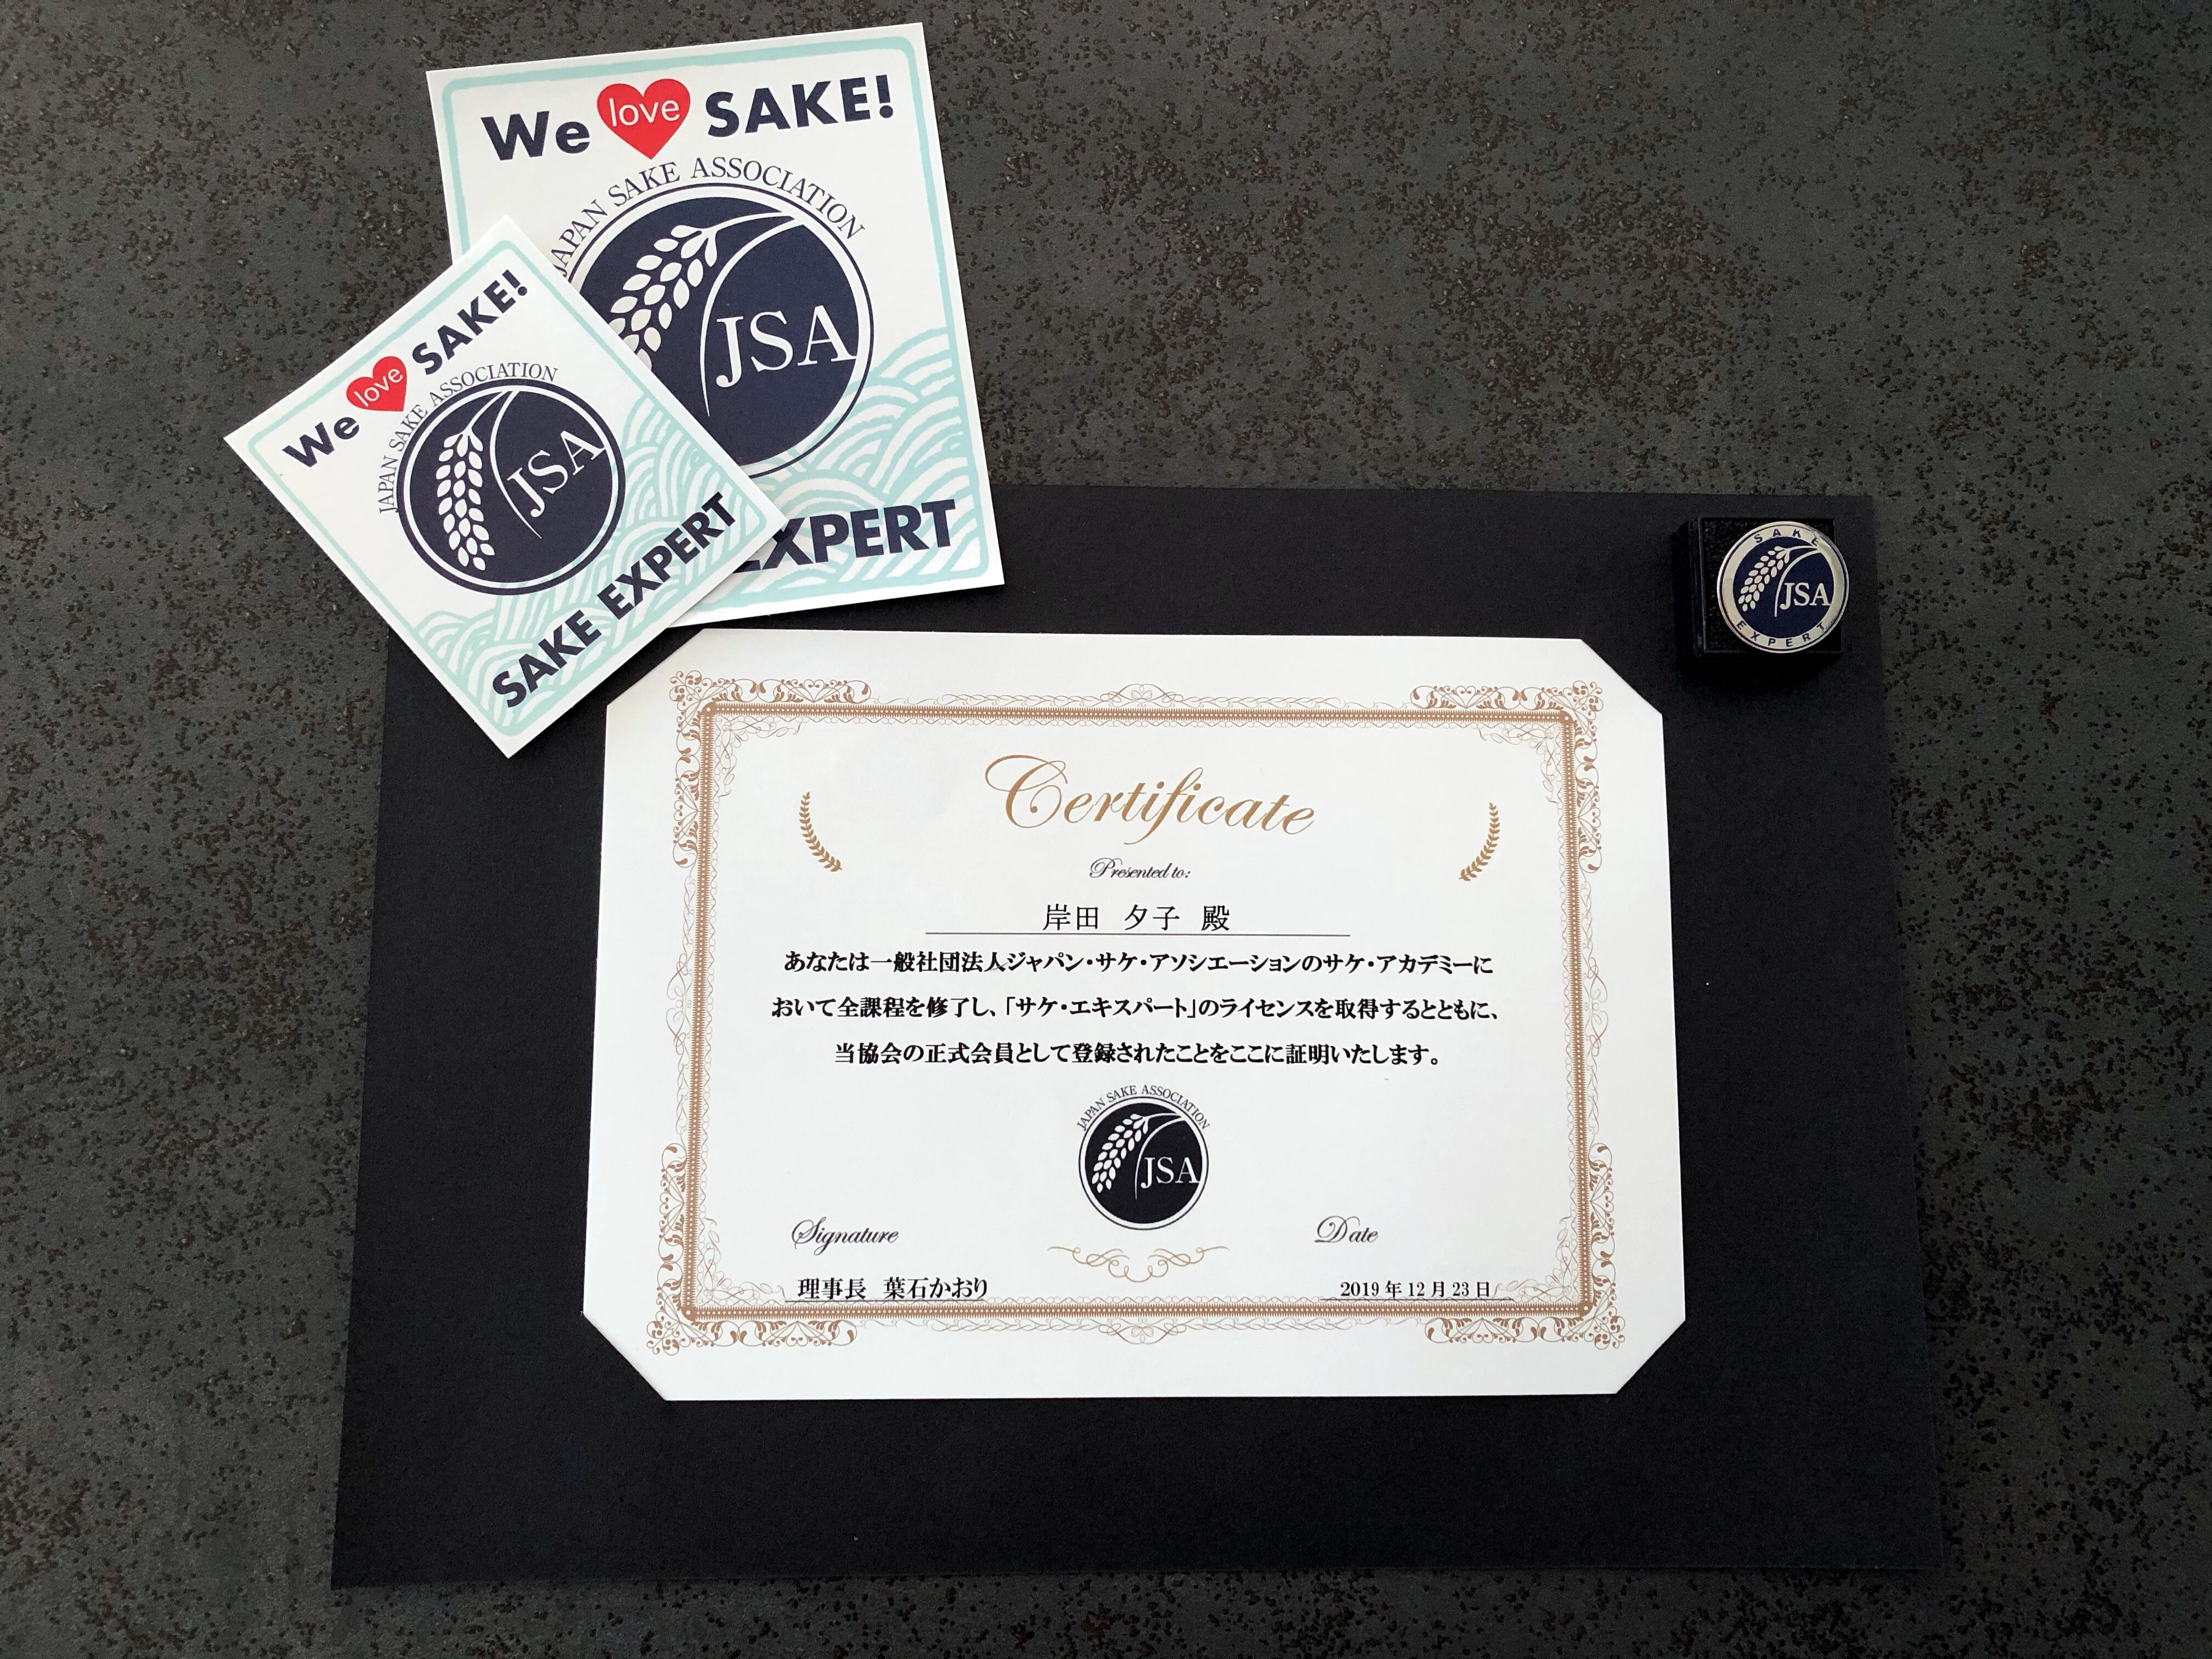 We love SAKE!
JAPAN SAKE ASSOCIATION
JSA
EXPERT
We love SAKE!
JAPAN SAKE ASSOCIATION
JSA
SAKE EXPERT
SAKE
JSA
EXPERT
Certificate
Presented to:
岸田 夕子 殿
あなたは一般社団法人ジャパン・サケ・アソシエーションのサケ・アカデミーに
おいて全課程を修了し、「サケ・エキスパート」のライセンスを取得するとともに、
当協会の正式会員として登録されたことをここに証明いたします。
JAPAN SAKE ASSOCIATION
JSA
Signature
Date
理事長 葉石かおり
2019年12月23日